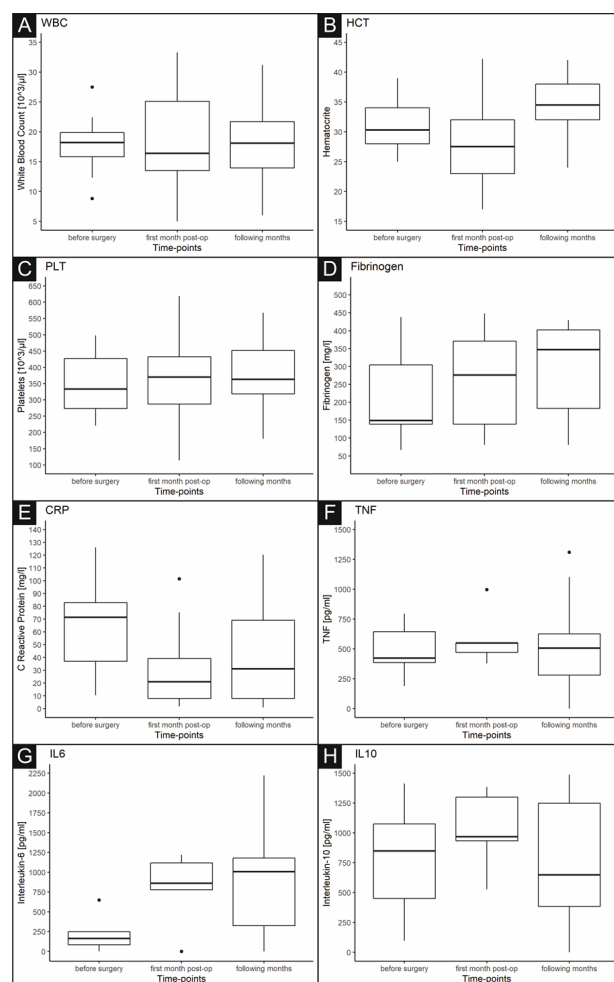 A WBC
White Blood Count [10^3/µl]
35
30
25
20
15
10
5
before surgery first month post-op following months
Time-points
B HCT
Hematocrite
45
40
35
30
25
20
15
before surgery first month post-op following months
Time-points
C PLT
Platelets [10^3/µl]
650
600
550
500
450
400
350
300
250
200
150
100
before surgery first month post-op following months
Time-points
D Fibrinogen
Fibrinogen [mg/l]
500
450
400
350
300
250
200
150
100
50
before surgery first month post-op following months
Time-points
E CRP
C Reactive Protein [mg/l]
140
130
120
110
100
90
80
70
60
50
40
30
20
10
0
before surgery first month post-op following months
Time-points
F TNF
TNF [pg/ml]
1500
1250
1000
750
500
250
0
before surgery first month post-op following months
Time-points
G IL6
Interleukin-6 [pg/ml]
2250
2000
1750
1500
1250
1000
750
500
250
0
before surgery first month post-op following months
Time-points
H IL10
Interleukin-10 [pg/ml]
1500
1250
1000
750
500
250
0
before surgery first month post-op following months
Time-points